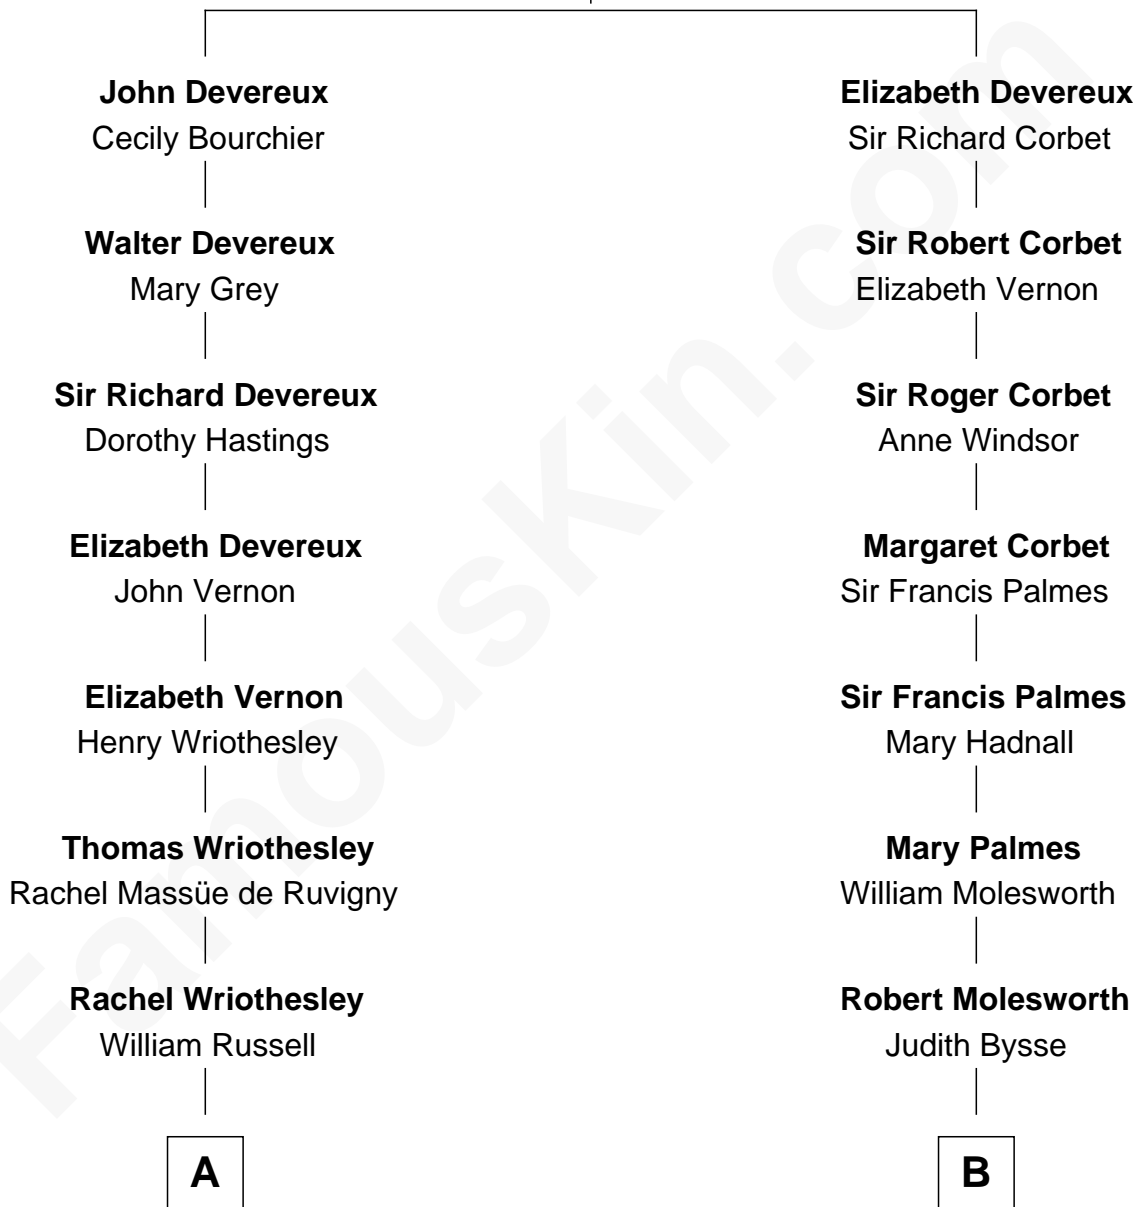 John Devereux
Cecily Bourchier
Walter Devereux
Mary Grey
Sir Richard Devereux
Dorothy Hastings
Elizabeth Devereux
John Vernon
Elizabeth Vernon
Henry Wriothesley
Thomas Wriothesley
Rachel Massüe de Ruvigny
Rachel Wriothesley
William Russell
A
Elizabeth Devereux
Sir Richard Corbet
Sir Robert Corbet
Elizabeth Vernon
Sir Roger Corbet
Anne Windsor
Margaret Corbet
Sir Francis Palmes
Sir Francis Palmes
Mary Hadnall
Mary Palmes
William Molesworth
Robert Molesworth
Judith Bysse
B
FamousKin.com